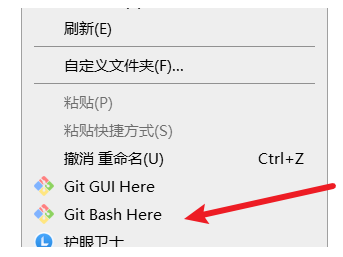 刷新(E)
自定义文件夹(F)...
粘贴(P)
粘贴快捷方式(S)
撤消 重命名(U) Ctrl+Z
Git GUI Here
Git Bash Here
护眼卫士